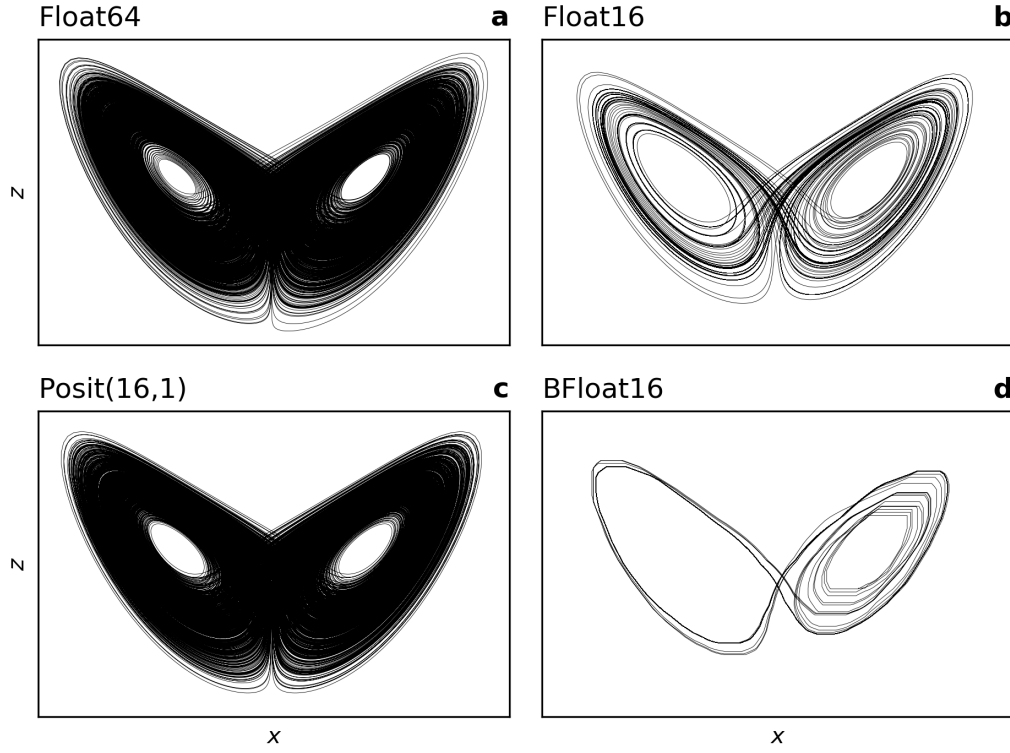 Float64 a
Float16 b
z
Posit(16,1) c
BFloat16 d
z
x
x